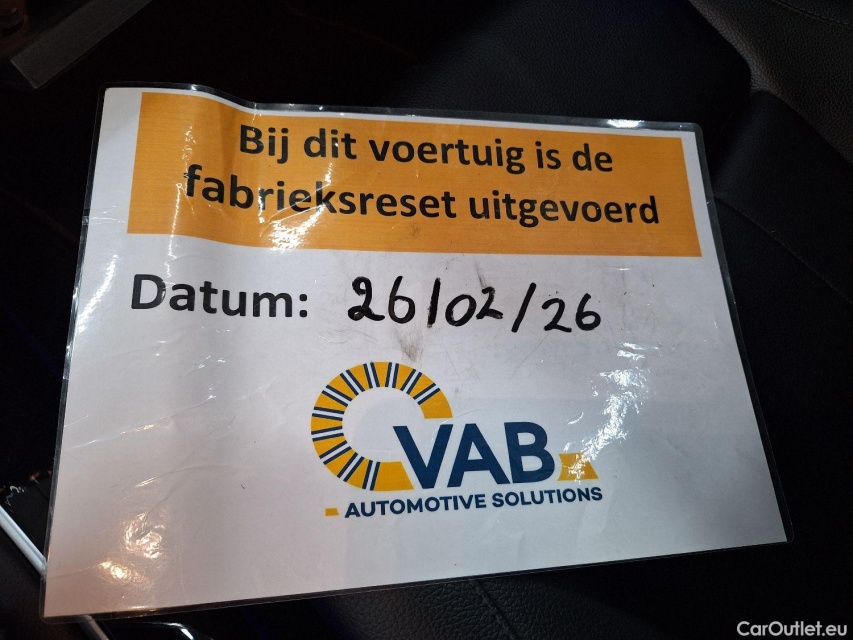 Bij dit voertuig is de
fabrieksreset uitgevoerd
Datum: 26/02/26
VAB
AUTOMOTIVE SOLUTIONS
CarOutlet.eu